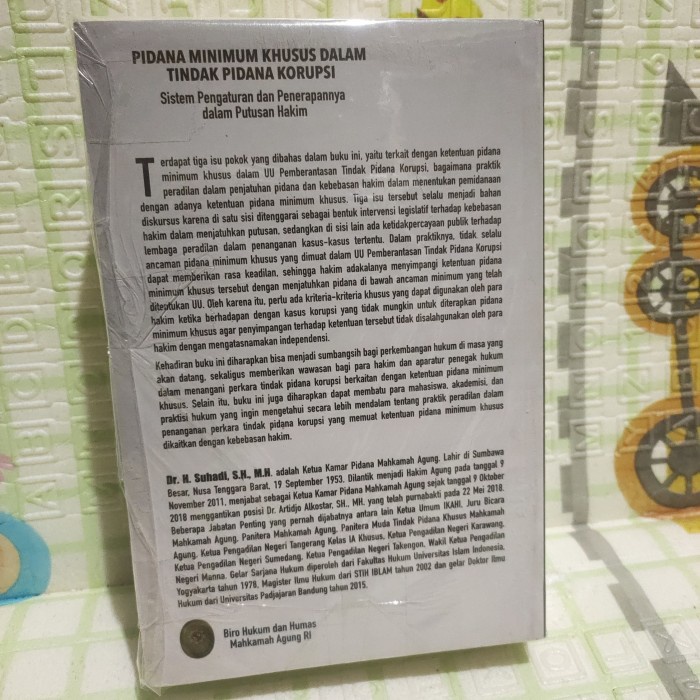 PIDANA MINIMUM KHUSUS DALAM
TINDAK PIDANA KORUPSI
Sistem Pengaturan dan Penerapannya
dalam Putusan Hakim
Terdapat tiga isu pokok yang dibahas dalam buku ini, yaitu terkait dengan ketentuan pidana
minimum khusus dalam UU Pemberantasan Tindak Pidana Korupsi, bagaimana praktik
peradilan dalam penjatuhan pidana dan kebebasan hakim dalam menentukan pemidanaan
dengan adanya ketentuan pidana minimum khusus. Tiga isu tersebut selalu menjadi bahan
diskursus karena di satu sisi ditenggarai sebagai bentuk intervensi legislatif terhadap kebebasan
hakim dalam menjatuhkan putusan, sedangkan di sisi lain ada ketidakpercayaan publik terhadap
lembaga peradilan dalam penanganan kasus-kasus tertentu. Dalam praktiknya, tidak selalu
ancaman pidana minimum khusus yang dimuat dalam UU Pemberantasan Tindak Pidana Korupsi
dapat memberikan rasa keadilan, sehingga hakim adakalanya menyimpangi ketentuan pidana
minimum khusus tersebut dengan menjatuhkan pidana di bawah ancaman minimum yang telah
ditentukan UU. Oleh karena itu, perlu ada kriteria-kriteria khusus yang dapat digunakan oleh para
hakim ketika berhadapan dengan kasus korupsi yang tidak mungkin untuk diterapkan pidana
minimum khusus agar penyimpangan terhadap ketentuan tersebut tidak disalahgunakan oleh para
hakim dengan mengatasnamakan independensi.
Kehadiran buku ini diharapkan bisa menjadi sumbangsih bagi perkembangan hukum di masa yang
akan datang, sekaligus memberikan wawasan bagi para hakim dan aparatur penegak hukum
dalam menangani perkara tindak pidana korupsi berkaitan dengan ketentuan pidana minimum
khusus. Selain itu, buku ini juga diharapkan dapat membatu para mahasiswa, akademisi, dan
praktisi hukum yang ingin mengetahui secara lebih mendalam tentang praktik peradilan dalam
penanganan perkara tindak pidana korupsi yang memuat ketentuan pidana minimum khusus
dikaitkan dengan kebebasan hakim.
Dr. H. Suhadi, S.H., M.H. adalah Ketua Kamar Pidana Mahkamah Agung. Lahir di Sumbawa
Besar, Nusa Tenggara Barat, 19 September 1953. Dilantik menjadi Hakim Agung pada tanggal 9
November 2011, menjabat sebagai Ketua Kamar Pidana Mahkamah Agung sejak tanggal 9 Oktober
2018 menggantikan posisi Dr. Artidjo Alkostar, SH., MH. yang telah purnabakti pada 22 Mei 2018.
Beberapa Jabatan Penting yang pernah dijabatnya antara lain Ketua Umum IKAHI, Juru Bicara
Mahkamah Agung, Panitera Mahkamah Agung, Panitera Muda Tindak Pidana Khusus Mahkamah
Agung, Ketua Pengadilan Negeri Tangerang Kelas IA Khusus, Ketua Pengadilan Negeri Karawang,
Ketua Pengadilan Negeri Sumedang, Ketua Pengadilan Negeri Takengon, Wakil Ketua Pengadilan
Negeri Manna. Gelar Sarjana Hukum diperoleh dari Fakultas Hukum Universitas Islam Indonesia,
Yogyakarta tahun 1978, Magister Ilmu Hukum dari STIH IBLAM tahun 2002 dan gelar Doktor Ilmu
Hukum dari Universitas Padjajaran Bandung tahun 2015.
Biro Hukum dan Humas
Mahkamah Agung RI